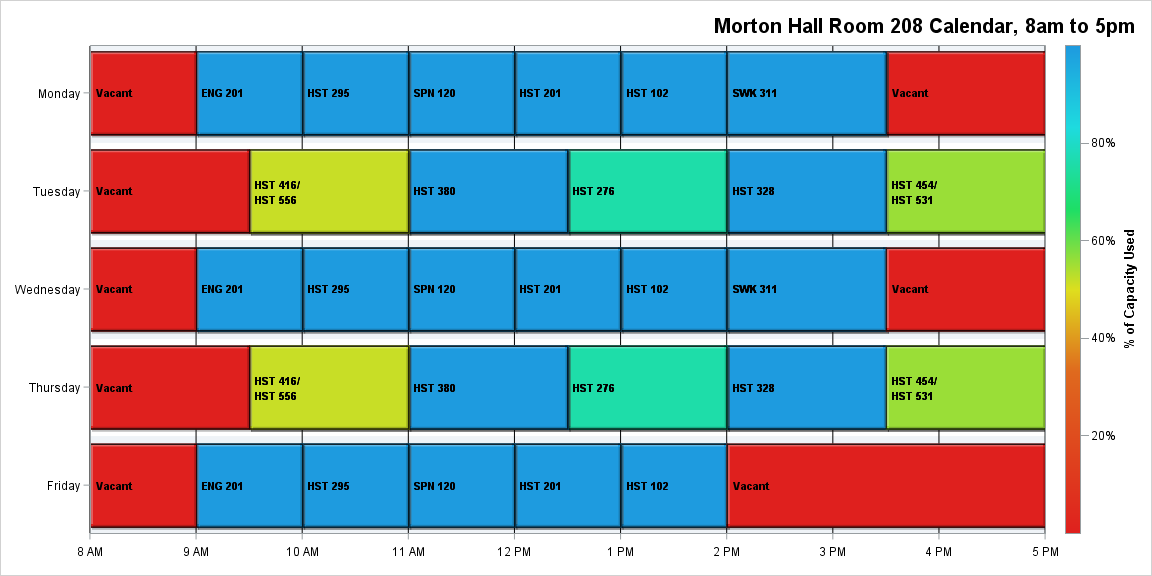 Morton Hall Room 208 Calendar, 8am to 5pm
Monday
Vacant
ENG 201
HST 295
SPN 120
HST 201
HST 102
SWK 311
Vacant
Tuesday
Vacant
HST 416/
HST 556
HST 380
HST 276
HST 328
HST 454/
HST 531
Wednesday
Vacant
ENG 201
HST 295
SPN 120
HST 201
HST 102
SWK 311
Vacant
Thursday
Vacant
HST 416/
HST 556
HST 380
HST 276
HST 328
HST 454/
HST 531
Friday
Vacant
ENG 201
HST 295
SPN 120
HST 201
HST 102
Vacant
8 AM
9 AM
10 AM
11 AM
12 PM
1 PM
2 PM
3 PM
4 PM
5 PM
80%
60%
40%
20%
% of Capacity Used